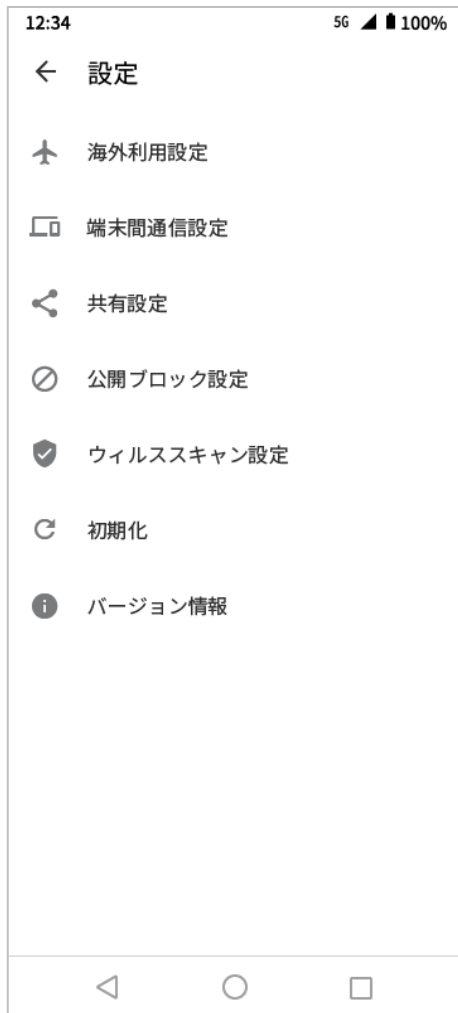 12:34 5G 100%
設定
海外利用設定
端末間通信設定
共有設定
公開ブロック設定
ウィルススキャン設定
初期化
バージョン情報